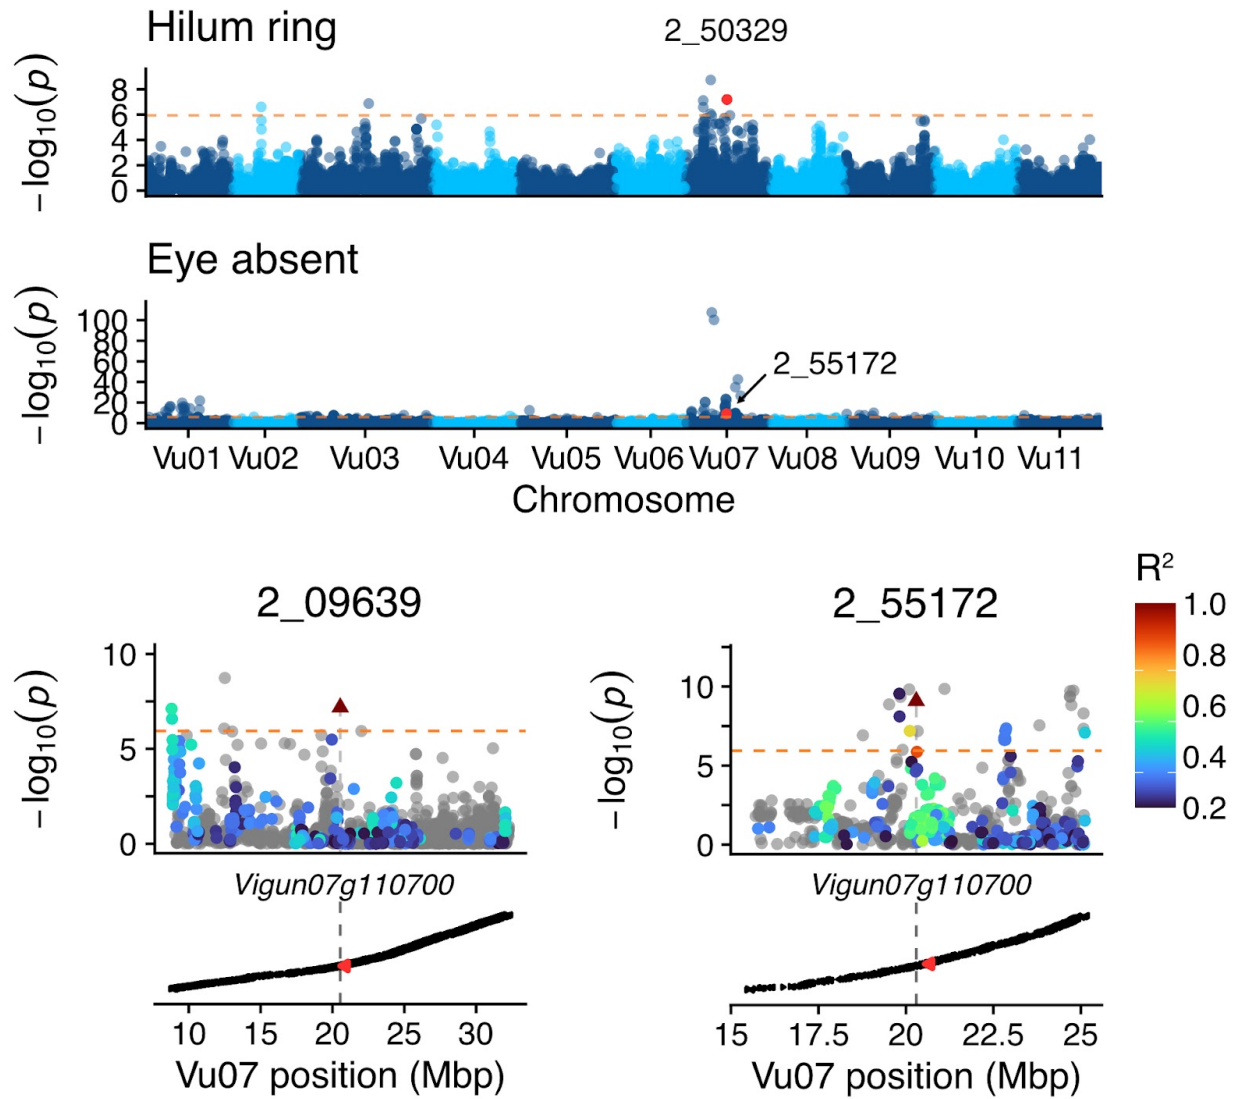 Hilum ring
2_50329
−log10(p)
8
6
4
2
0
Eye absent
−log10(p)
100
80
60
40
20
0
2_55172
Vu01 Vu02 Vu03 Vu04 Vu05 Vu06 Vu07 Vu08 Vu09 Vu10 Vu11
Chromosome
2_09639
−log10(p)
10
5
0
Vigun07g110700
10 15 20 25 30
Vu07 position (Mbp)
2_55172
−log10(p)
10
5
0
Vigun07g110700
15 17.5 20 22.5 25
Vu07 position (Mbp)
R²
1.0
0.8
0.6
0.4
0.2